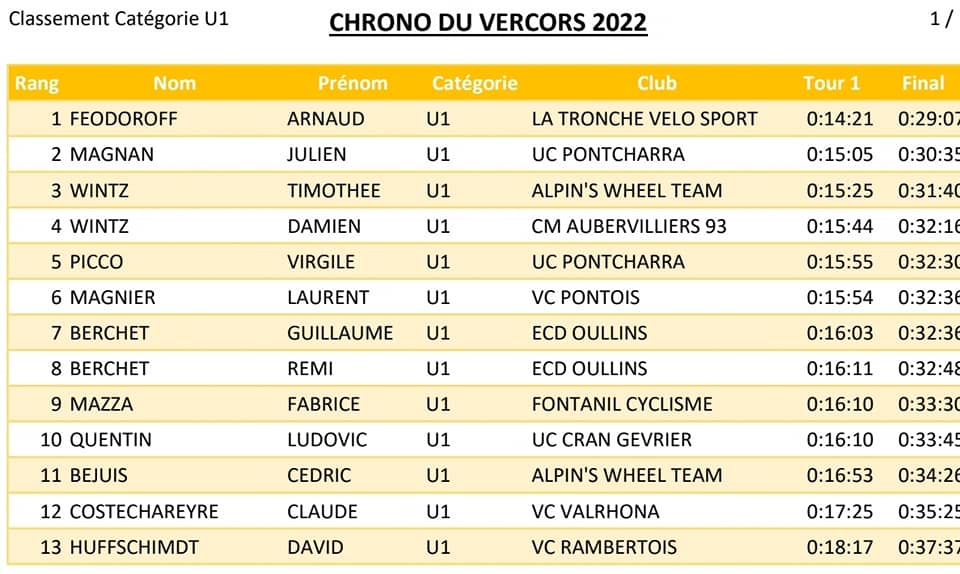 Classement Catégorie U1 CHRONO DU VERCORS 2022 1 /
Rang Nom Prénom Catégorie Club Tour 1 Final
1 FEODOROFF ARNAUD U1 LA TRONCHE VELO SPORT 0:14:21 0:29:07
2 MAGNAN JULIEN U1 UC PONTCHARRA 0:15:05 0:30:35
3 WINTZ TIMOTHEE U1 ALPIN'S WHEEL TEAM 0:15:25 0:31:40
4 WINTZ DAMIEN U1 CM AUBERVILLIERS 93 0:15:44 0:32:16
5 PICCO VIRGILE U1 UC PONTCHARRA 0:15:55 0:32:30
6 MAGNIER LAURENT U1 VC PONTOIS 0:15:54 0:32:36
7 BERCHET GUILLAUME U1 ECD OULLINS 0:16:03 0:32:36
8 BERCHET REMI U1 ECD OULLINS 0:16:11 0:32:48
9 MAZZA FABRICE U1 FONTANIL CYCLISME 0:16:10 0:33:30
10 QUENTIN LUDOVIC U1 UC CRAN GEVRIER 0:16:10 0:33:45
11 BEJUIS CEDRIC U1 ALPIN'S WHEEL TEAM 0:16:53 0:34:26
12 COSTECHAREYRE CLAUDE U1 VC VALRHONA 0:17:25 0:35:25
13 HUFFSCHIMDT DAVID U1 VC RAMBERTOIS 0:18:17 0:37:37